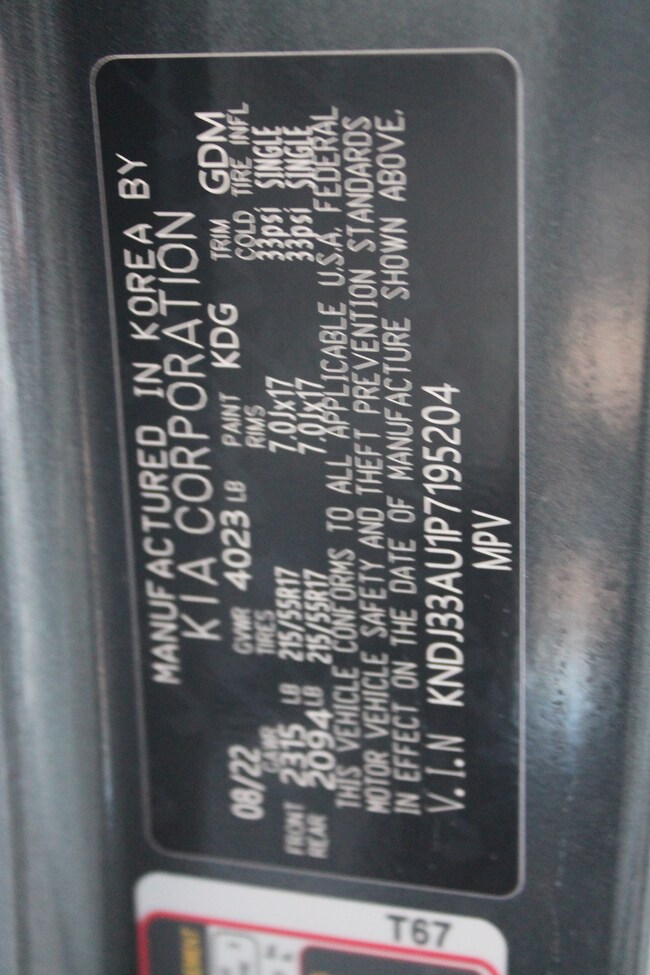 MANUFACTURED IN KOREA BY
KIA CORPORATION
08/22 GVWR 4023 LB PAINT KDG TRIM GDM
GAWR TIRES RIMS COLD TIRE INFL
FRONT 2315 LB 215/55R17 7.0Jx17 33psi SINGLE
REAR 2094 LB 215/55R17 7.0Jx17 33psi SINGLE
THIS VEHICLE CONFORMS TO ALL APPLICABLE U.S.A. FEDERAL
MOTOR VEHICLE SAFETY AND THEFT PREVENTION STANDARDS
IN EFFECT ON THE DATE OF MANUFACTURE SHOWN ABOVE.
V.I.N KNDJ33AU1P7195204
MPV
T67